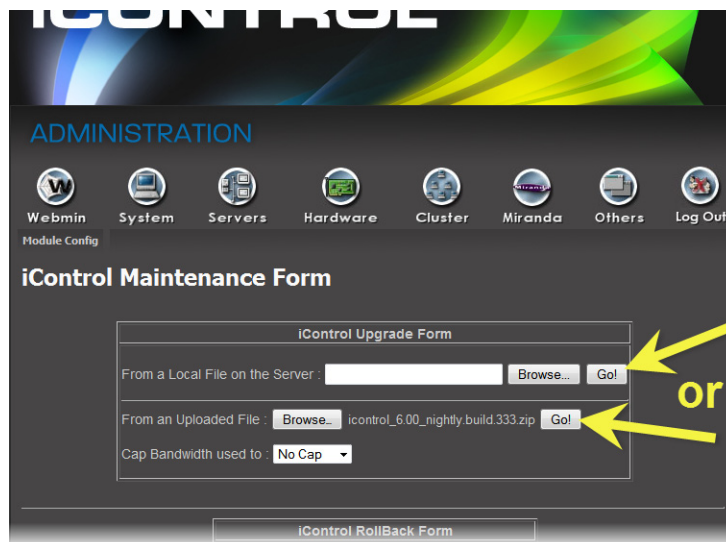 iCONTROL
ADMINISTRATION
Webmin System Servers Hardware Cluster Miranda Others Log Out
Module Config
iControl Maintenance Form
iControl Upgrade Form
From a Local File on the Server : Browse... Go!
or
From an Uploaded File : Browse... icontrol_6.00_nightly.build.333.zip Go!
Cap Bandwidth used to : No Cap
iControl RollBack Form